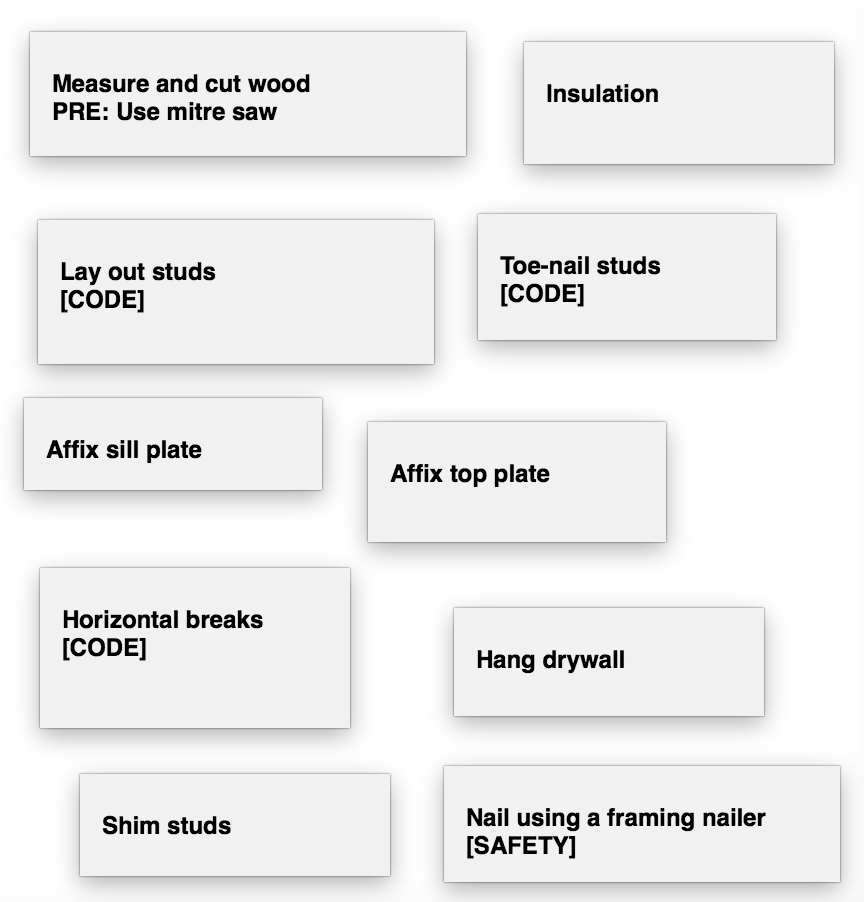 Measure and cut wood
PRE: Use mitre saw
Insulation
Lay out studs
[CODE]
Toe-nail studs
[CODE]
Affix sill plate
Affix top plate
Horizontal breaks
[CODE]
Hang drywall
Shim studs
Nail using a framing nailer
[SAFETY]